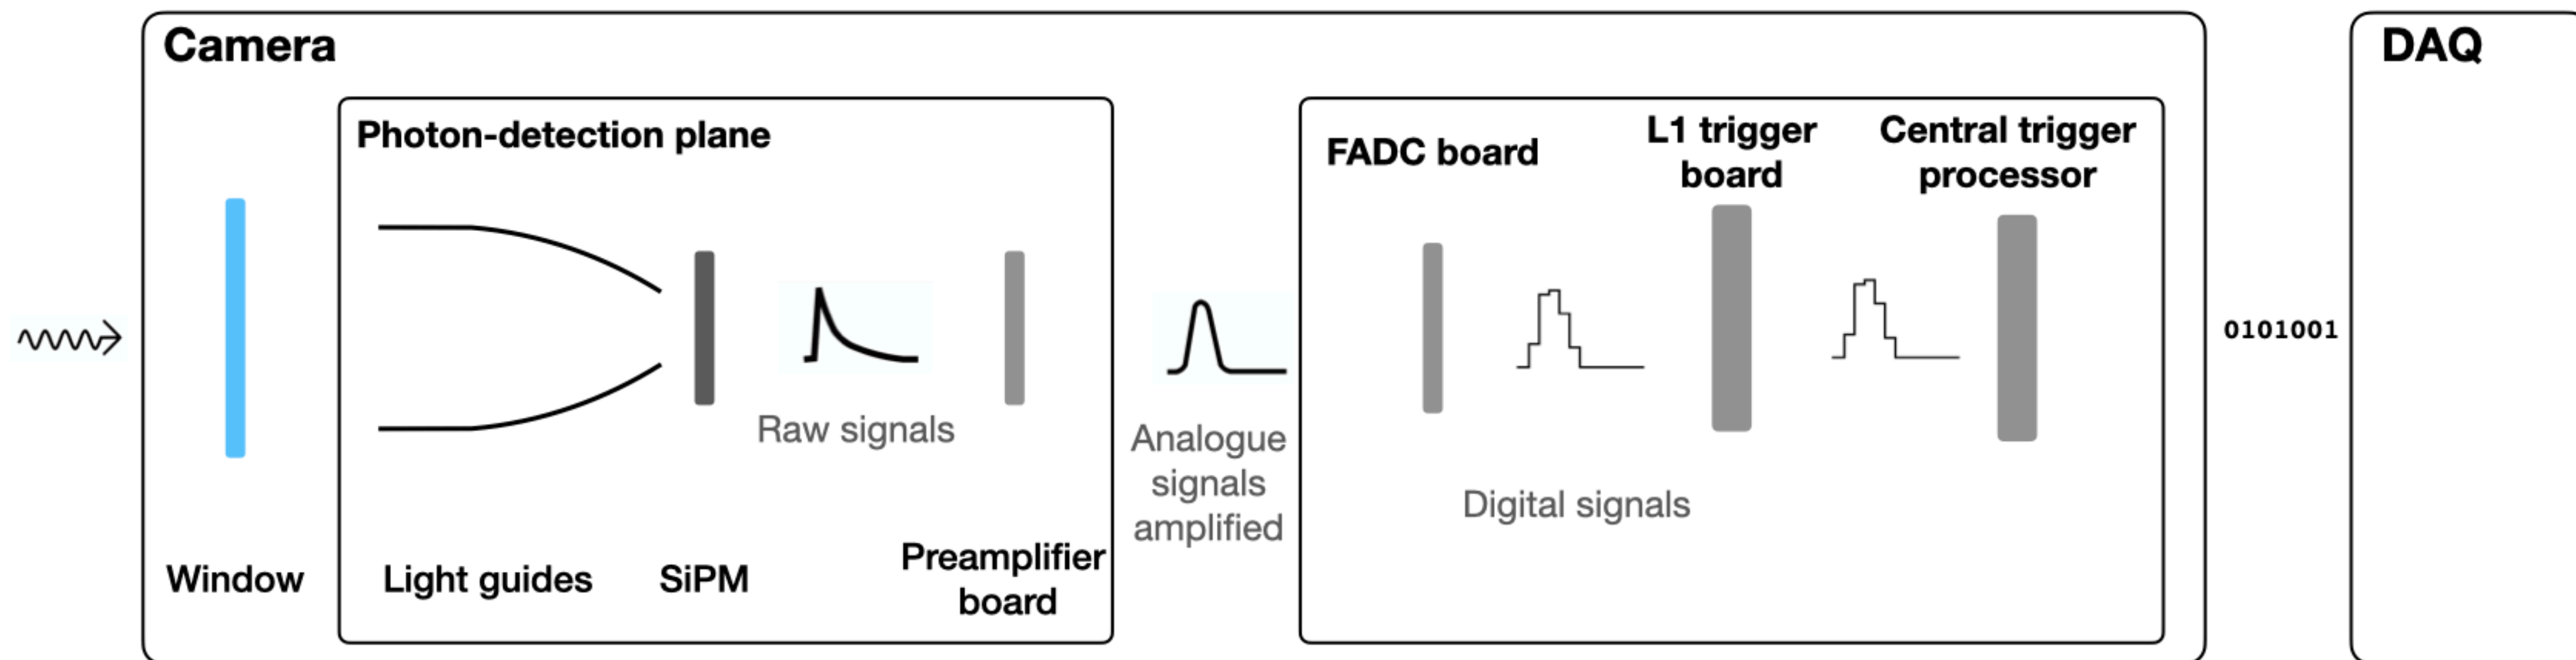 Camera
DAQ
Photon-detection plane
FADC board
L1 trigger
board
Central trigger
processor
0101001
Raw signals
Analogue
signals
amplified
Digital signals
Window
Light guides
SiPM
Preamplifier
board